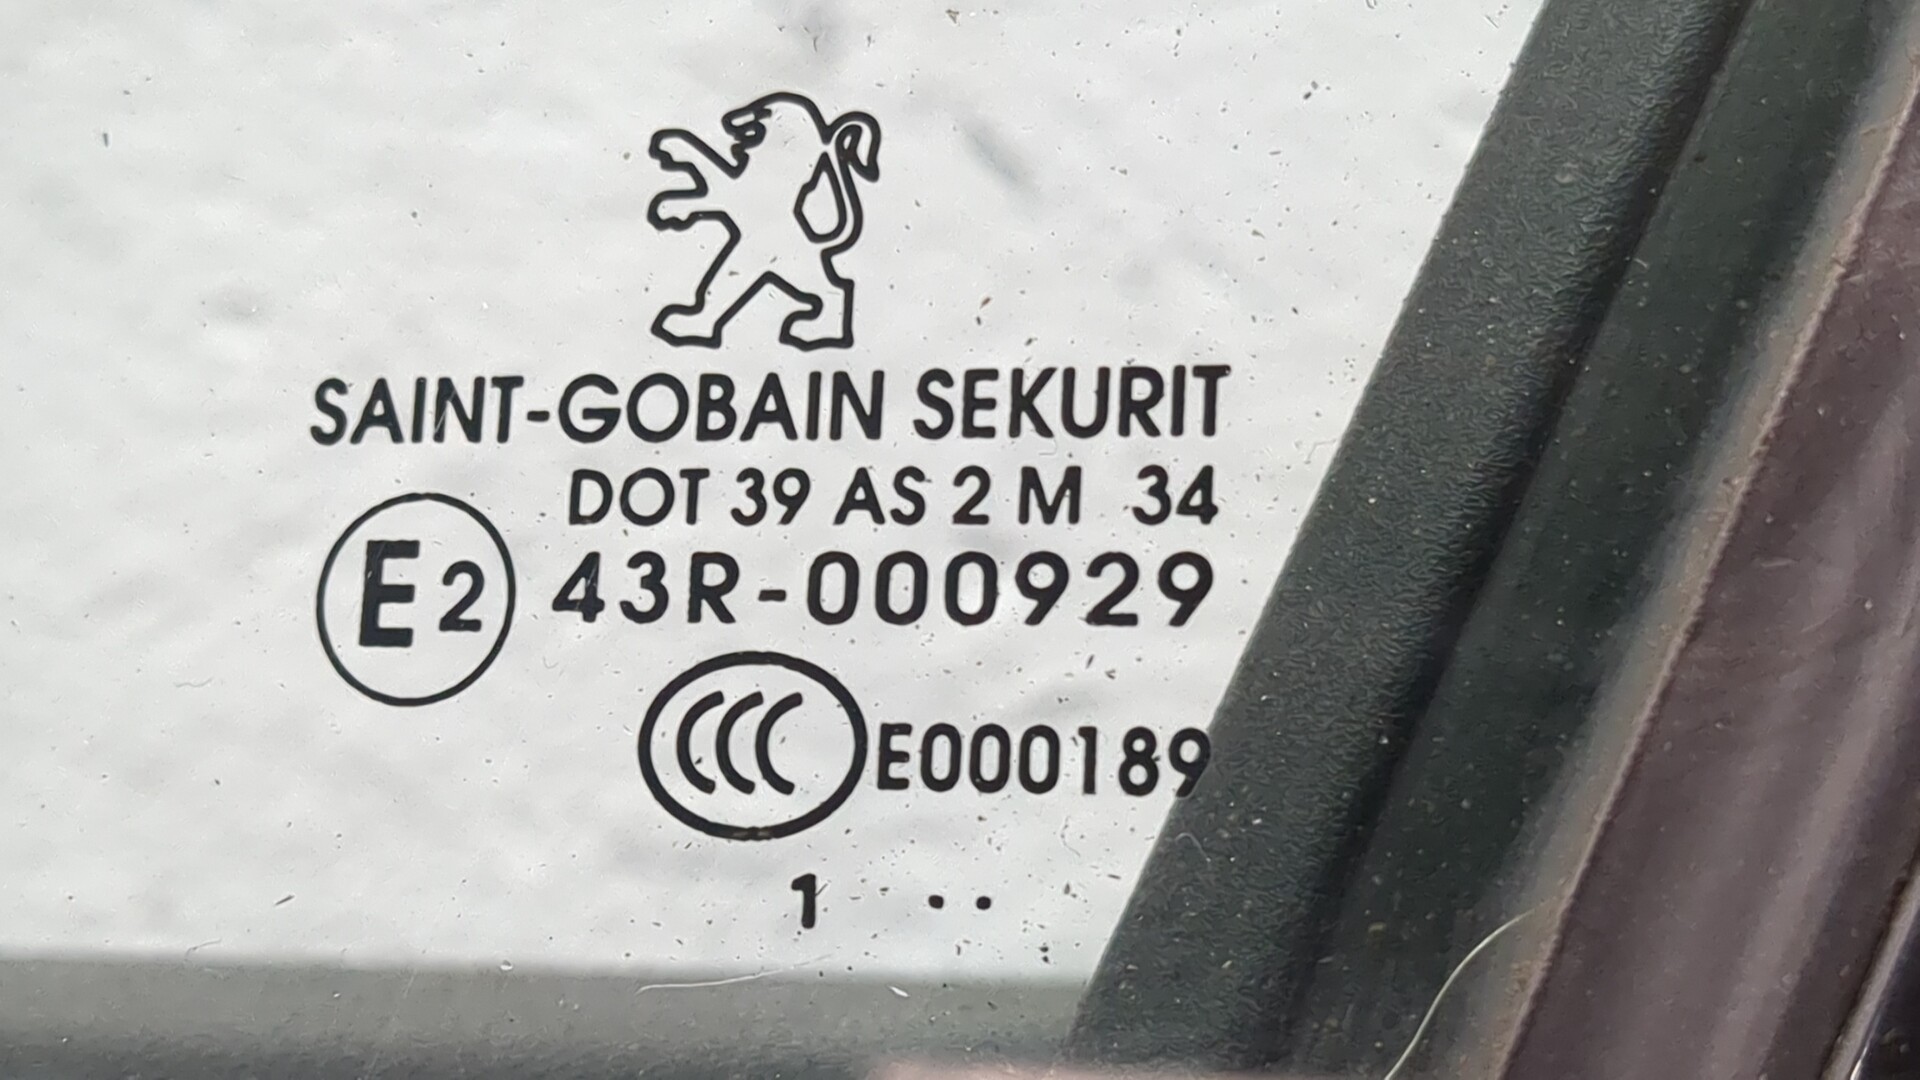 SAINT-GOBAIN SEKURIT
DOT 39 AS 2 M 34
E2 43R-000929
CCC E000189
1 ..